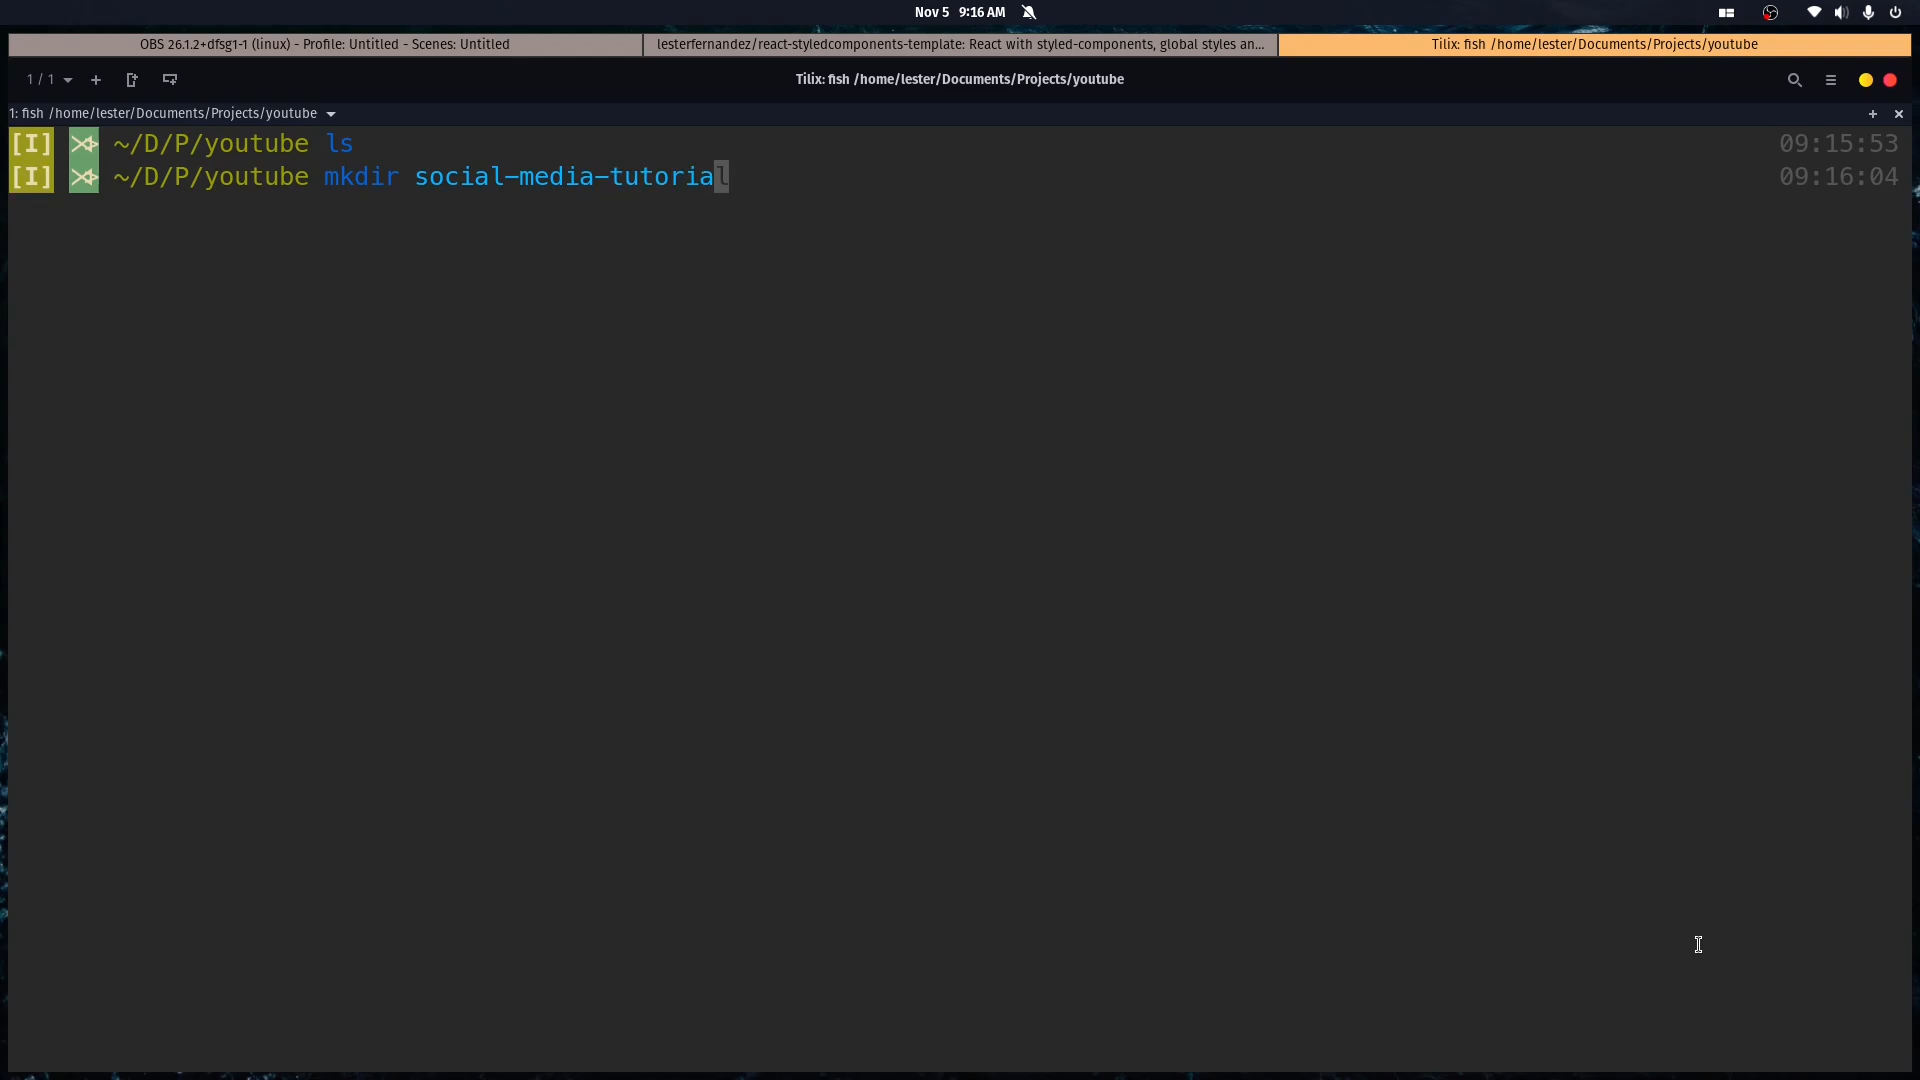 Nov 5 9:16 AM
OBS 26.1.2+dfsg1-1 (linux) - Profile: Untitled - Scenes: Untitled
lesterfernandez/react-styledcomponents-template: React with styled-components, global styles an...
Tilix: fish /home/lester/Documents/Projects/youtube
1 / 1
Tilix: fish /home/lester/Documents/Projects/youtube
1: fish /home/lester/Documents/Projects/youtube
[I] ⋊> ~/D/P/youtube ls 09:15:53
[I] ⋊> ~/D/P/youtube mkdir social-media-tutorial 09:16:04